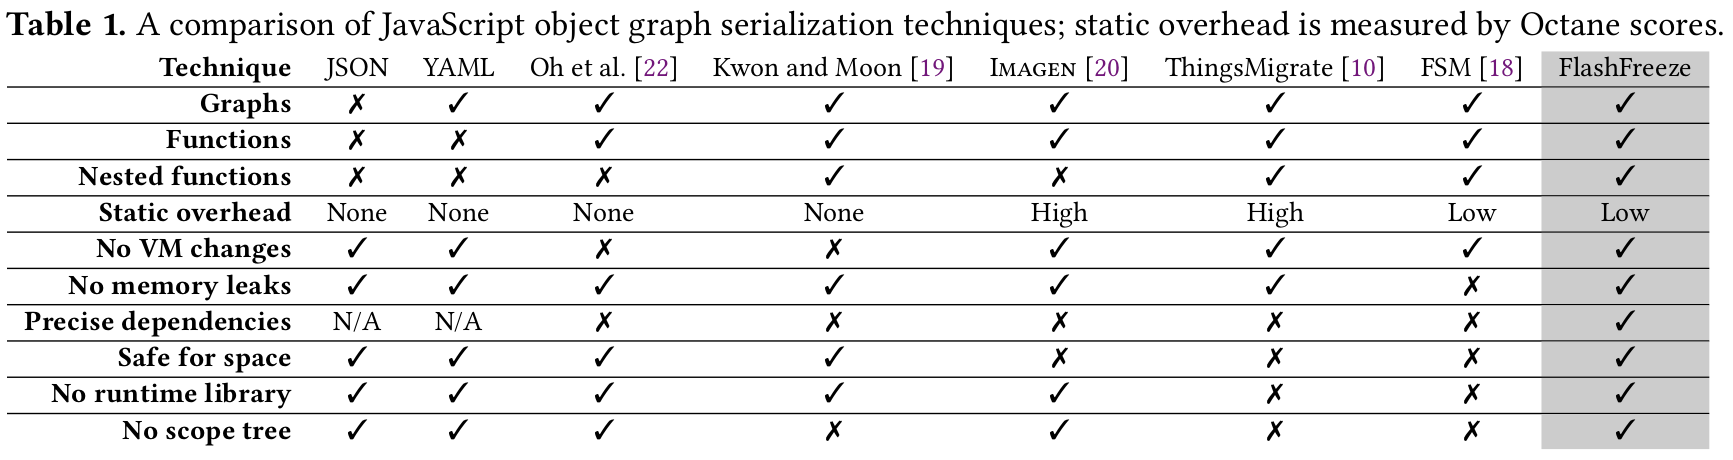 Table 1. A comparison of JavaScript object graph serialization techniques; static overhead is measured by Octane scores.
Technique JSON YAML Oh et al. [22] Kwon and Moon [19] Imagen [20] ThingsMigrate [10] FSM [18] FlashFreeze
Graphs ✗ ✓ ✓ ✓ ✓ ✓ ✓ ✓
Functions ✗ ✗ ✓ ✓ ✓ ✓ ✓ ✓
Nested functions ✗ ✗ ✗ ✓ ✗ ✓ ✓ ✓
Static overhead None None None None High High Low Low
No VM changes ✓ ✓ ✗ ✗ ✓ ✓ ✓ ✓
No memory leaks ✓ ✓ ✓ ✓ ✓ ✓ ✗ ✓
Precise dependencies N/A N/A ✗ ✗ ✗ ✗ ✗ ✓
Safe for space ✓ ✓ ✓ ✓ ✗ ✗ ✗ ✓
No runtime library ✓ ✓ ✓ ✓ ✓ ✗ ✗ ✓
No scope tree ✓ ✓ ✓ ✗ ✓ ✗ ✗ ✓